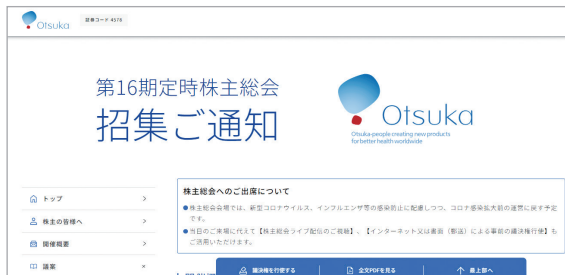 Otsuka
証券コード 4578
第16期定時株主総会
招集ご通知
Otsuka
Otsuka-people creating new products
for better health worldwide
トップ
株主の皆様へ
開催概要
議案
株主総会へのご出席について
●株主総会会場では、新型コロナウイルス、インフルエンザ等の感染防止に配慮しつつ、コロナ感染拡大前の運営に戻す予定
です。
●当日のご来場に代えて【株主総会ライブ配信のご視聴】、【インターネット又は書面（郵送）による事前の議決権行使】も
ご活用いただけます。
議決権を行使する
全文PDFを見る
最上部へ